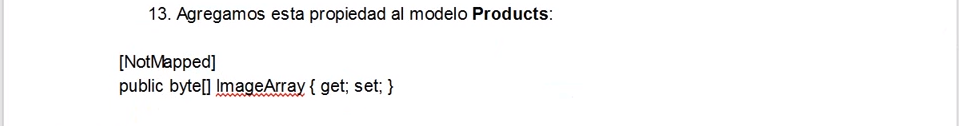 13. Agregamos esta propiedad al modelo Products:
[NotMapped]
public byte[] ImageArray { get; set; }